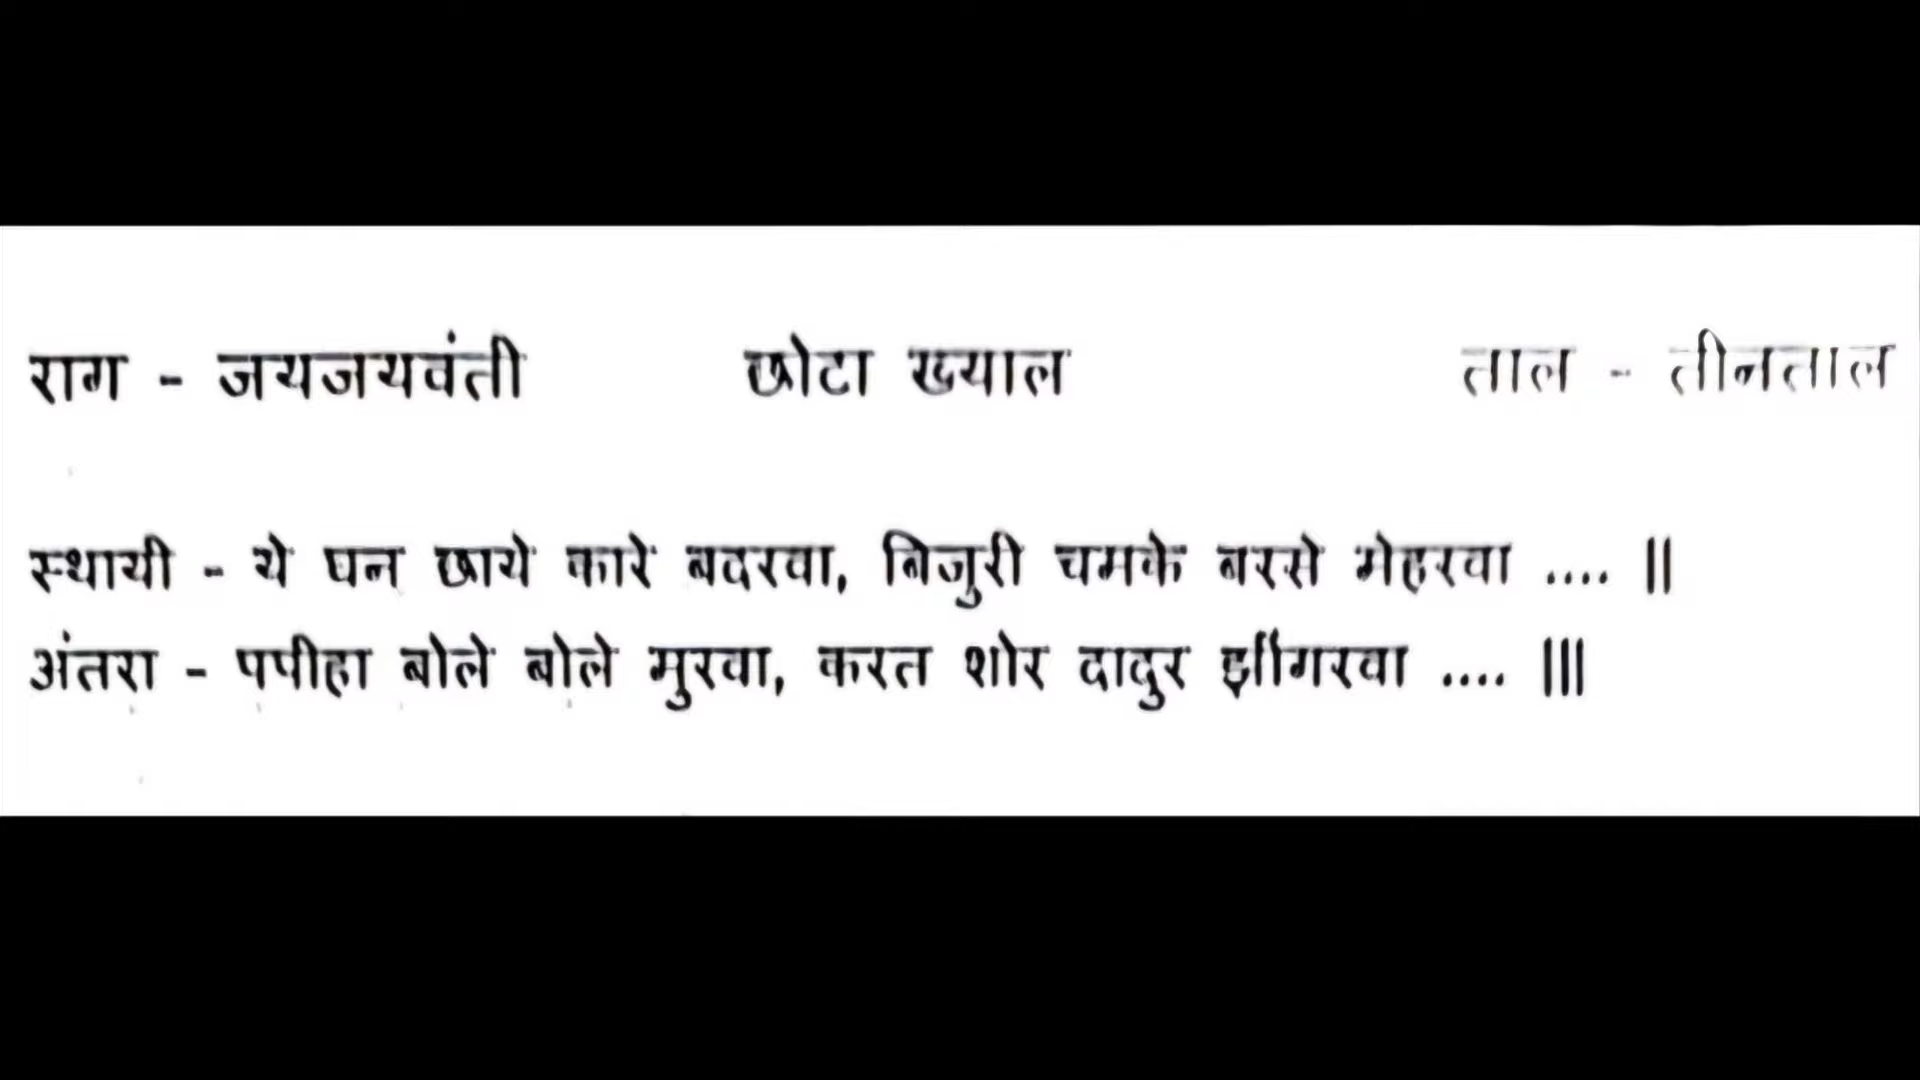 राग - जयजयवंती छोटा ख्याल ताल - तीनताल
स्थायी - ये घन छाये कारे बदरवा, बिजुरी चमके बरसे मेहरवा .... ||
अंतरा - पपीहा बोले बोले मुरवा, करत शोर दादुर झींगरवा .... |||